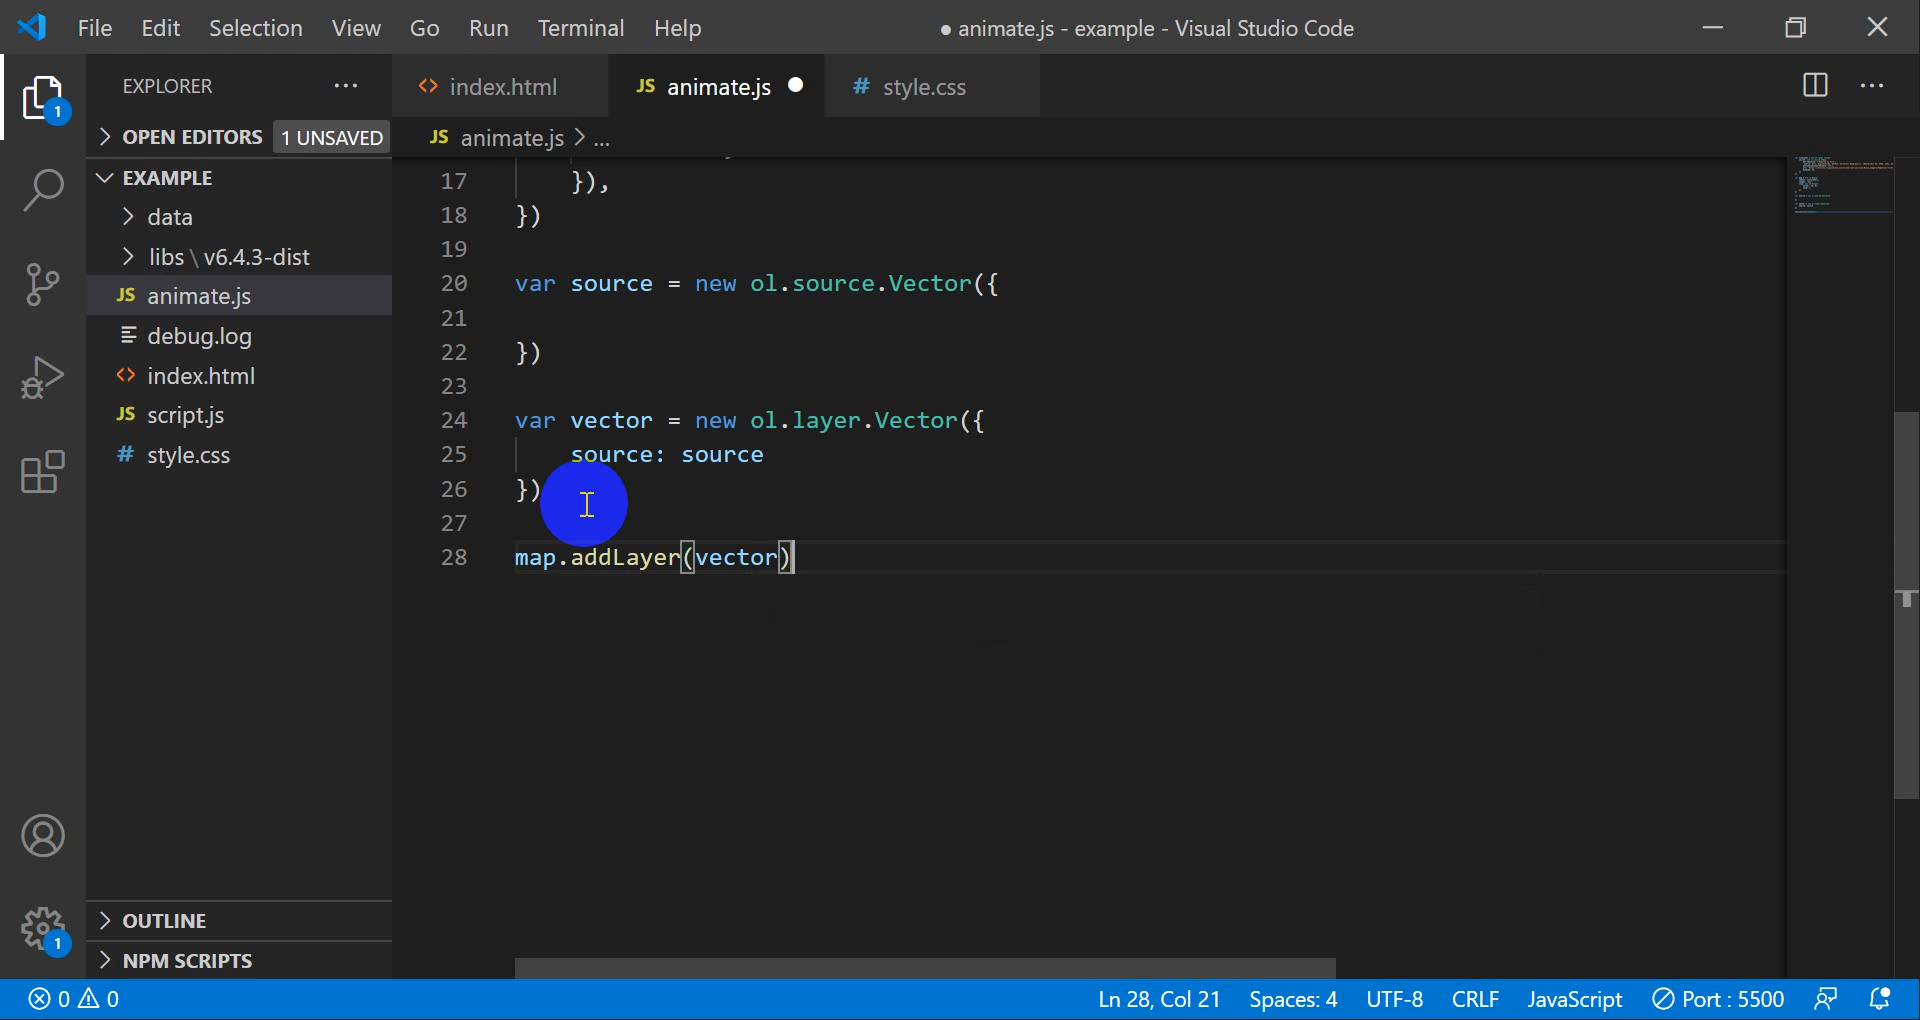 File Edit Selection View Go Run Terminal Help
● animate.js - example - Visual Studio Code
EXPLORER ...
index.html
JS animate.js
# style.css
OPEN EDITORS 1 UNSAVED
JS animate.js > ...
EXAMPLE
data
libs \ v6.4.3-dist
JS animate.js
debug.log
index.html
JS script.js
# style.css
OUTLINE
NPM SCRIPTS
17 }),
18 })
19
20 var source = new ol.source.Vector({
21
22 })
23
24 var vector = new ol.layer.Vector({
25 source: source
26 })
27
28 map.addLayer(vector)
1
1
0 0
Ln 28, Col 21 Spaces: 4 UTF-8 CRLF JavaScript Port : 5500